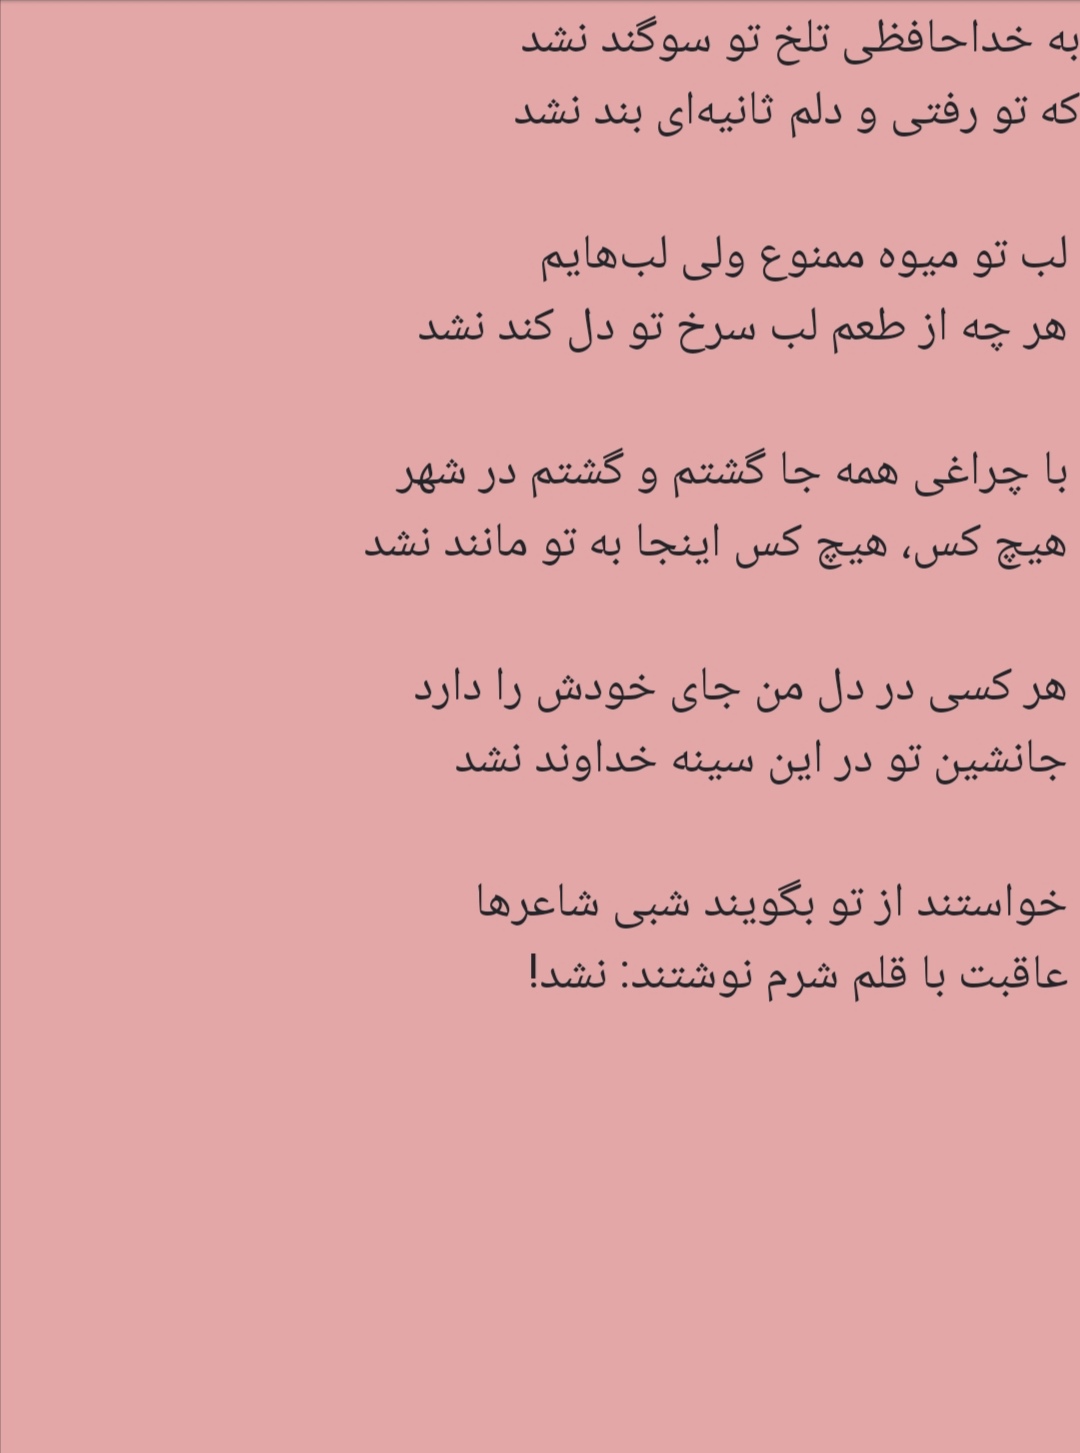 به خداحافظی تلخ تو سوگند نشد
که تو رفتی و دلم ثانیه‌ای بند نشد
لب تو میوه ممنوع ولی لب‌هایم
هر چه از طعم لب سرخ تو دل کند نشد
با چراغی همه جا گشتم و گشتم در شهر
هیچ کس، هیچ کس اینجا به تو مانند نشد
هر کسی در دل من جای خودش را دارد
جانشین تو در این سینه خداوند نشد
خواستند از تو بگویند شبی شاعرها
عاقبت با قلم شرم نوشتند: نشد!